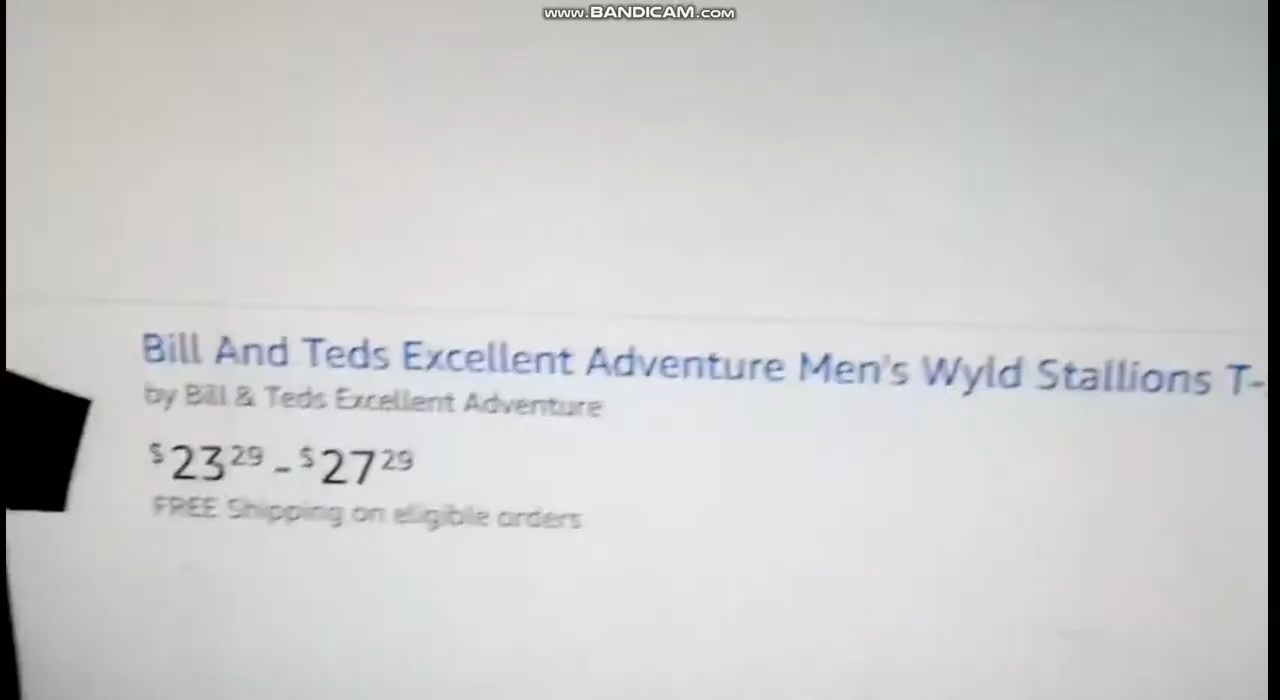 www.BANDICAM.com
Bill And Teds Excellent Adventure Men's Wyld Stallions T-
by Bill & Teds Excellent Adventure
$23 29 - $27 29
FREE Shipping on eligible orders